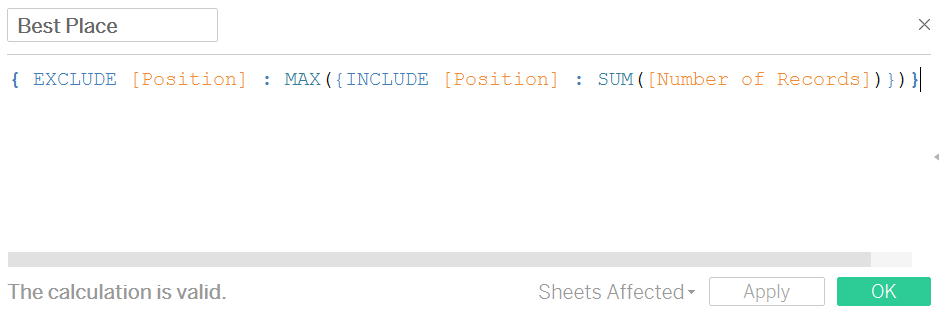 Best Place
{ EXCLUDE [Position] : MAX({INCLUDE [Position] : SUM([Number of Records])})}
The calculation is valid.
Sheets Affected
Apply
OK